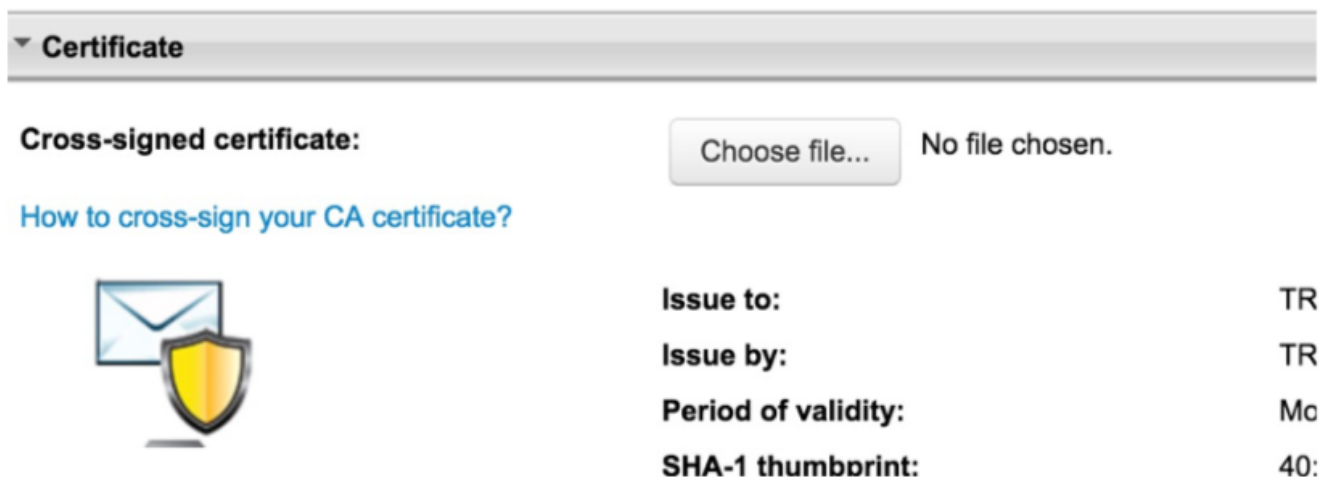 Certificate
Cross-signed certificate:
Choose file... No file chosen.
How to cross-sign your CA certificate?
Issue to: TR
Issue by: TR
Period of validity: Mo
SHA-1 thumbprint: 40: